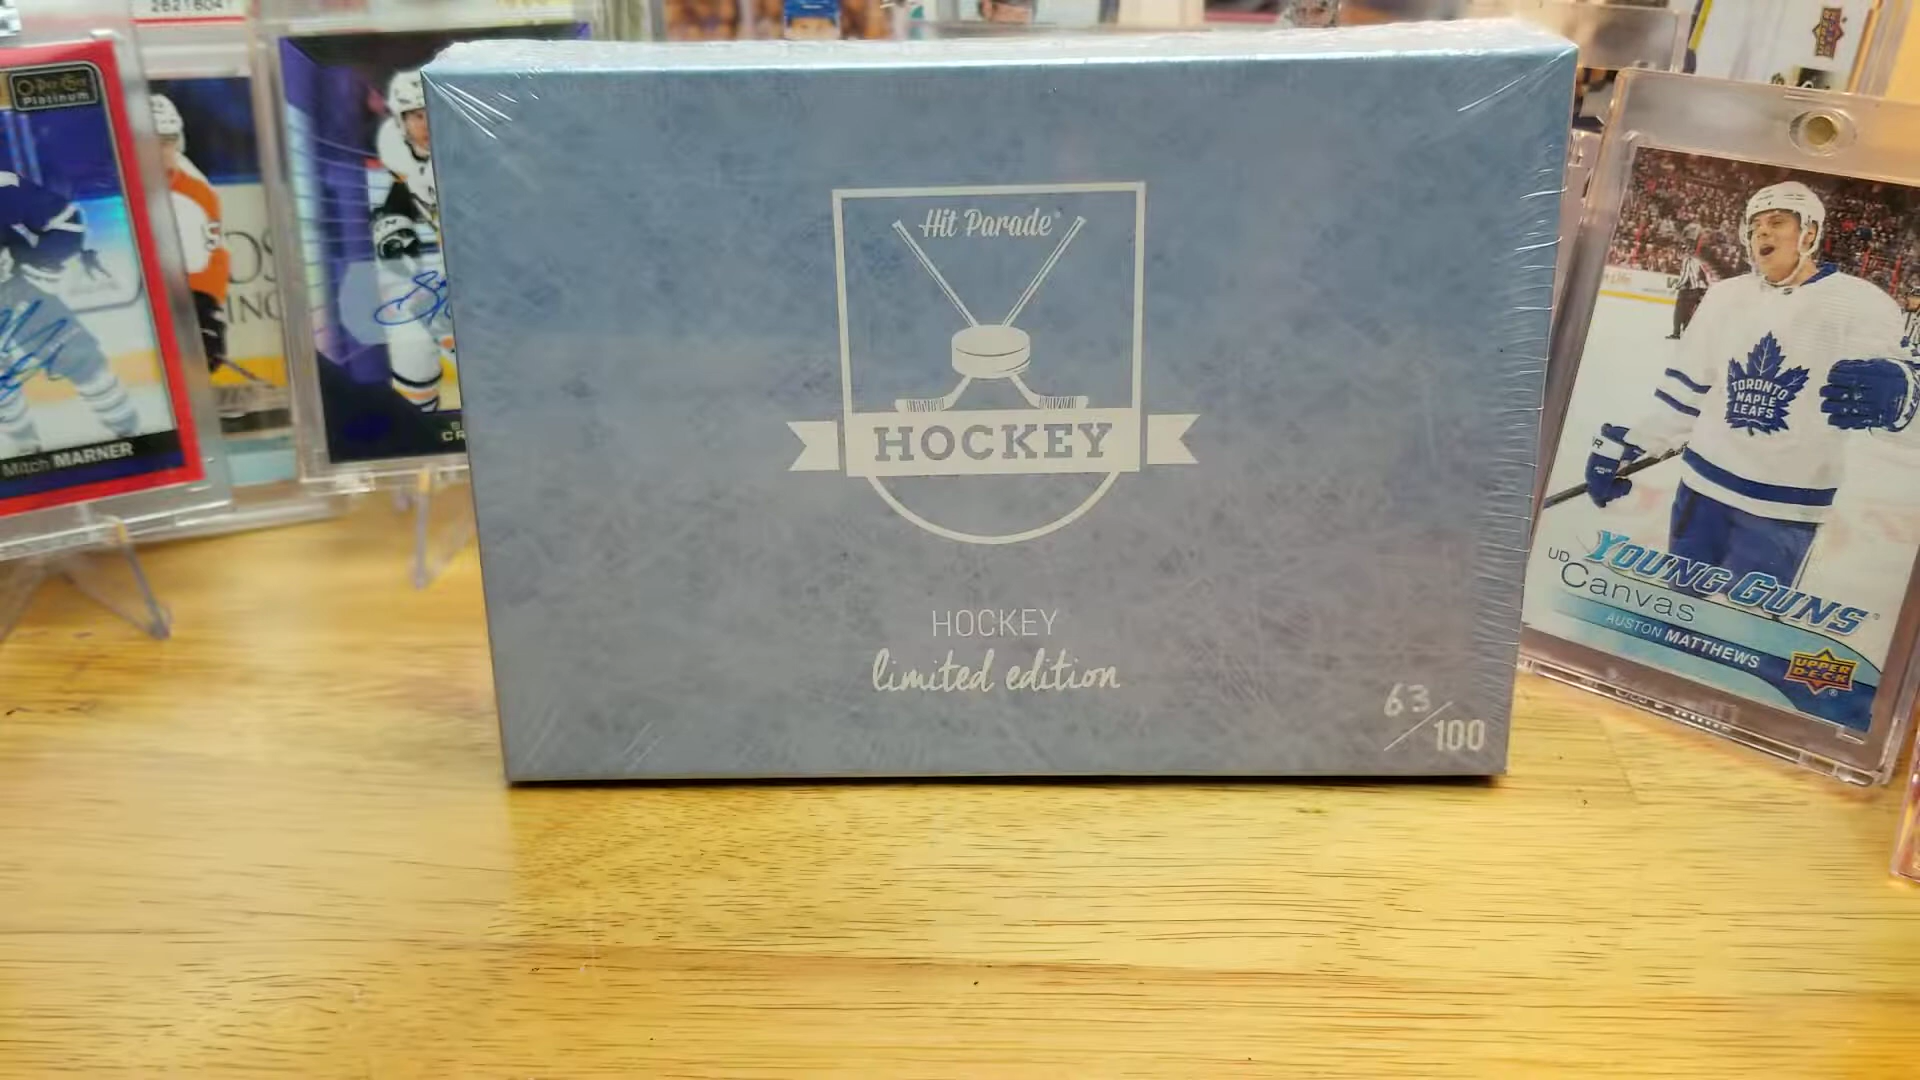 26216041
O-Pee-Chee
Platinum
Mitch MARNER
Hit Parade
HOCKEY
HOCKEY
limited edition
63/100
TORONTO
MAPLE
LEAFS
YOUNG GUNS
UD
Canvas
AUSTON MATTHEWS
UPPER
DECK